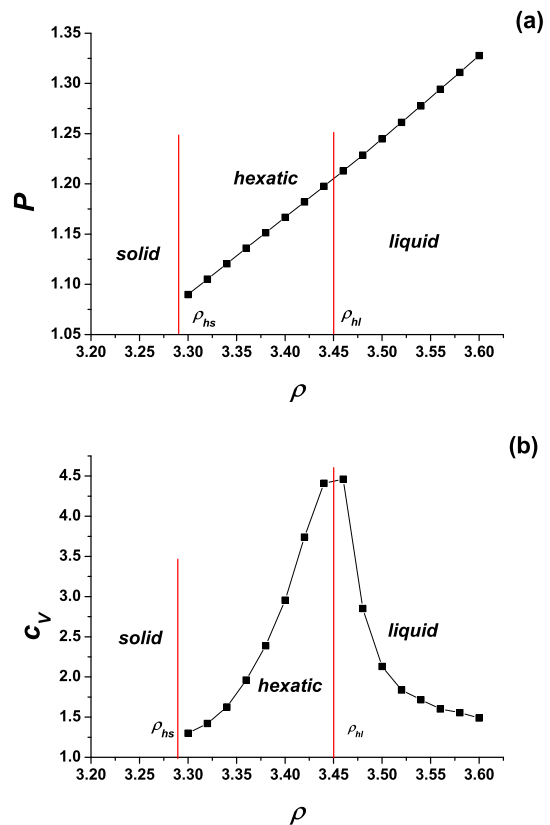 (a)
1.35
1.30
1.25
1.20
1.15
1.10
1.05
P
hexatic
solid
liquid
ρhs
ρhl
3.20 3.25 3.30 3.35 3.40 3.45 3.50 3.55 3.60
ρ
(b)
4.5
4.0
3.5
3.0
2.5
2.0
1.5
1.0
cV
solid
liquid
hexatic
ρhs
ρhl
3.20 3.25 3.30 3.35 3.40 3.45 3.50 3.55 3.60
ρ